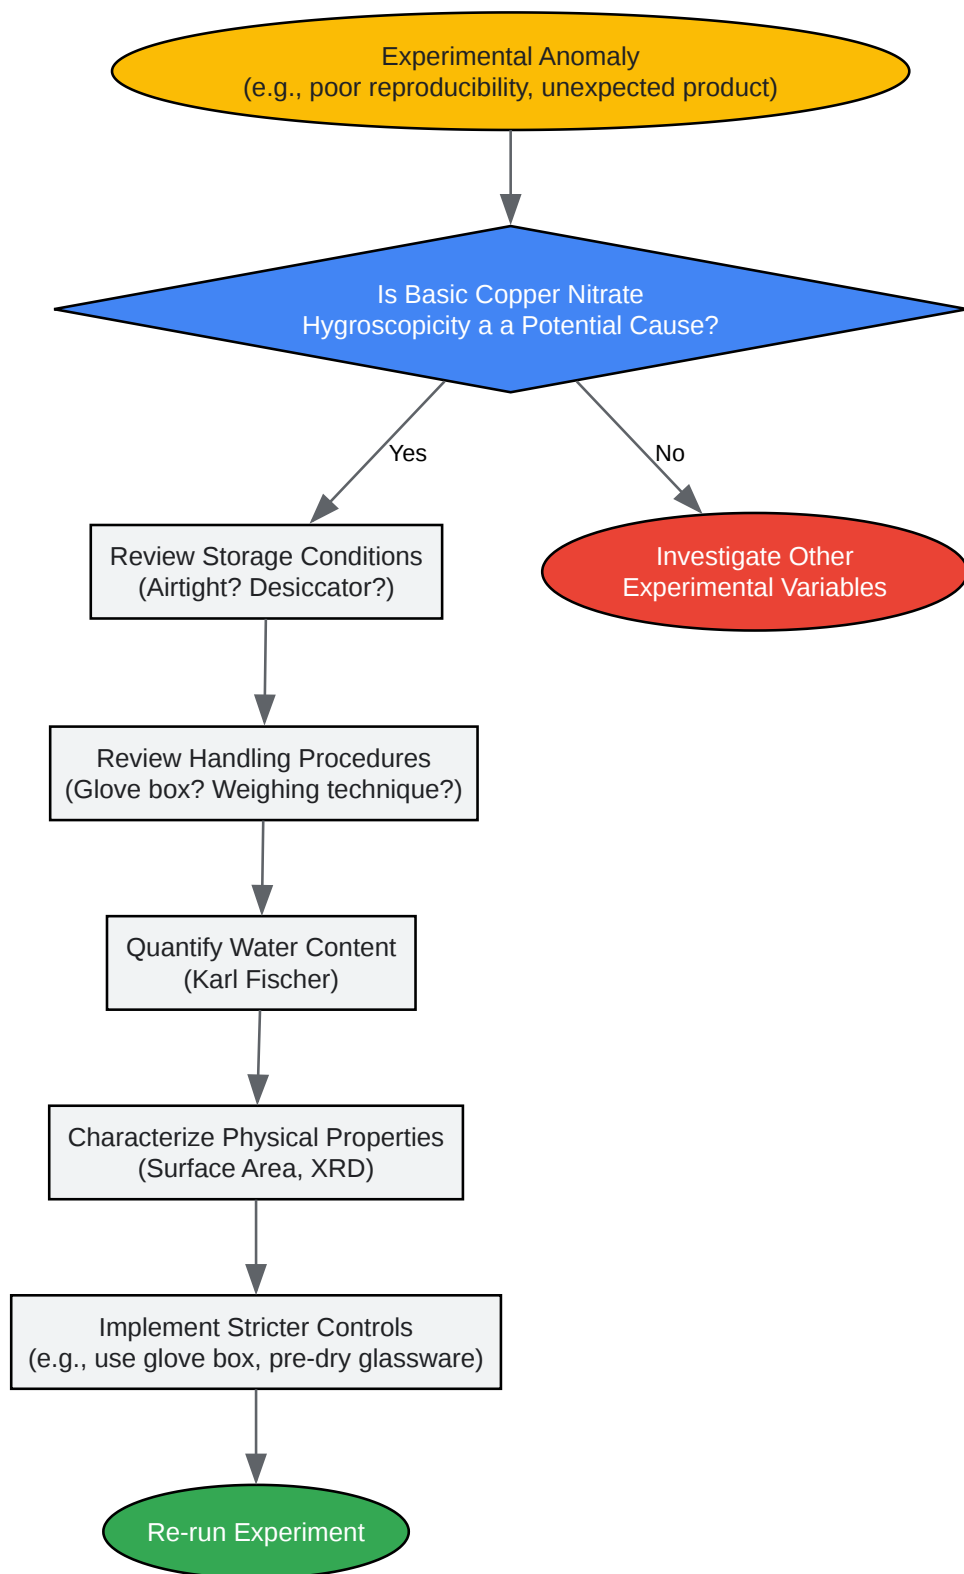 Experimental Anomaly
(e.g., poor reproducibility, unexpected product)
Is Basic Copper Nitrate
Hygroscopicity a a Potential Cause?
Yes
No
Review Storage Conditions
(Airtight? Desiccator?)
Investigate Other
Experimental Variables
Review Handling Procedures
(Glove box? Weighing technique?)
Quantify Water Content
(Karl Fischer)
Characterize Physical Properties
(Surface Area, XRD)
Implement Stricter Controls
(e.g., use glove box, pre-dry glassware)
Re-run Experiment